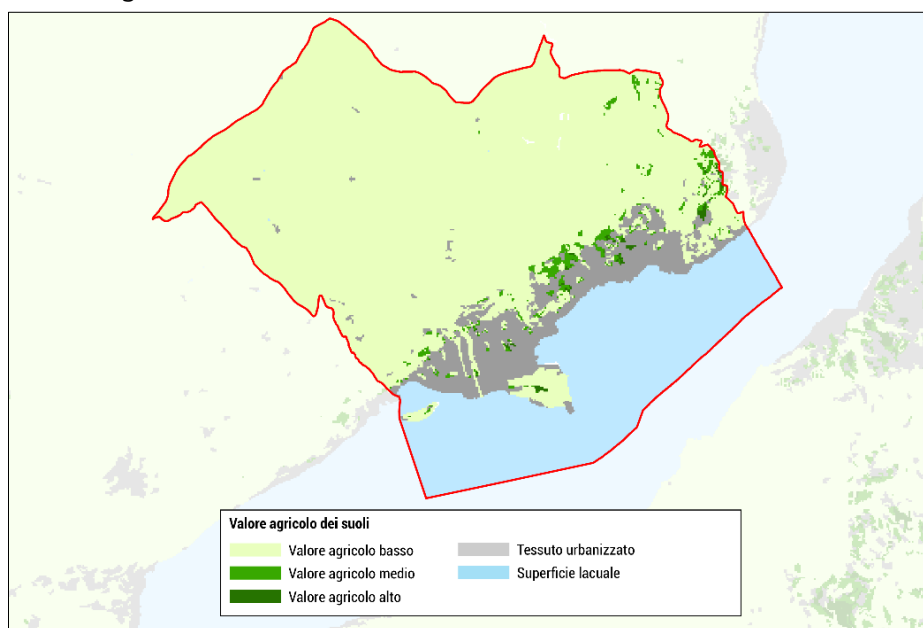 Valore agricolo dei suoli
Valore agricolo basso
Valore agricolo medio
Valore agricolo alto
Tessuto urbanizzato
Superficie lacuale